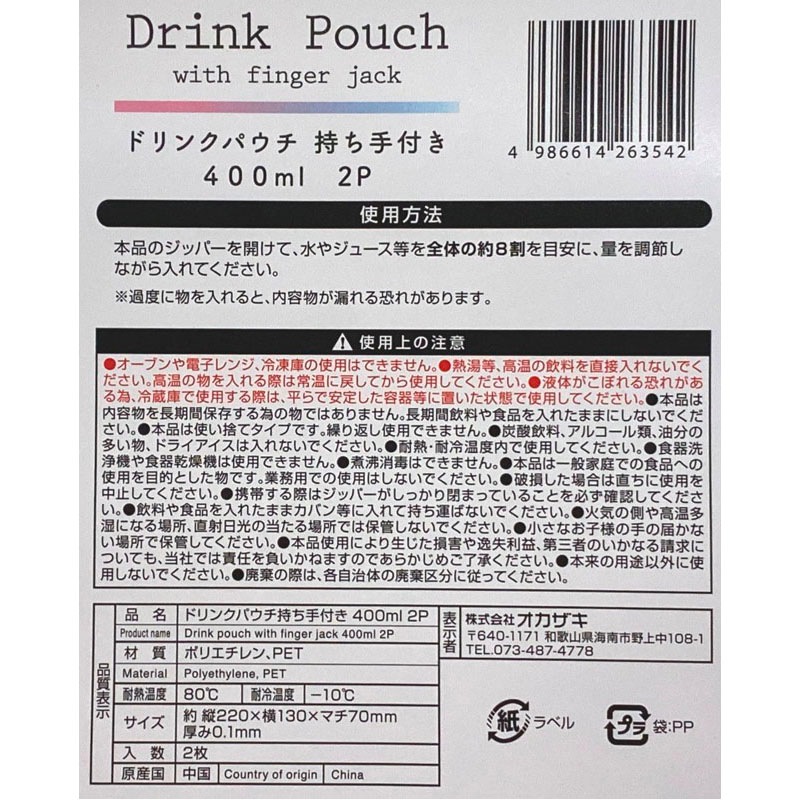 Drink Pouch
with finger jack
ドリンクパウチ 持ち手付き
400ml 2P
4 986614 263542
使用方法
本品のジッパーを開けて、水やジュース等を全体の約8割を目安に、量を調節し
ながら入れてください。
※過度に物を入れると、内容物が漏れる恐れがあります。
使用上の注意
●オーブンや電子レンジ、冷凍庫の使用はできません。●熱湯等、高温の飲料を直接入れないでく
ださい。高温の物を入れる際は常温に戻してから使用してください。●液体がこぼれる恐れがあ
る為、冷蔵庫で使用する際は、平らで安定した容器等に置いた状態で使用してください。●本品は
内容物を長期間保存する為の物ではありません。長期間飲料や食品を入れたままにしないでくだ
さい。●本品は使い捨てタイプです。繰り返し使用できません。●炭酸飲料、アルコール類、油分の
多い物、ドライアイスは入れないでください。●耐熱・耐冷温度内で使用してください。●食器洗
浄機や食器乾燥機は使用できません。●煮沸消毒はできません。●本品は一般家庭での食品への
使用を目的とした物です。業務用での使用はしないでください。●破損した場合は直ちに使用を
中止してください。●携帯する際はジッパーがしっかり閉まっていることを必ず確認してください。
●飲料や食品を入れたままカバン等に入れて持ち運ばないでください。●火気の側や高温多
湿になる場所、直射日光の当たる場所では保管しないでください。●小さなお子様の手の届かな
い場所で保管してください。●本品使用により生じた損害や逸失利益、第三者のいかなる請求に
ついても、当社では責任を負いかねますのであらかじめご了承ください。●本来の用途以外に使
用しないでください。●廃棄の際は、各自治体の廃棄区分に従ってください。
品質表示
品名 ドリンクパウチ持ち手付き 400ml 2P
Product name Drink pouch with finger jack 400ml 2P
材質 ポリエチレン、PET
Material Polyethylene, PET
耐熱温度 80℃ 耐冷温度 −10℃
サイズ 約 縦220×横130×マチ70mm
厚み0.1mm
入数 2枚
原産国 中国 Country of origin China
表示者
株式会社オカザキ
〒640-1171 和歌山県海南市野上中108-1
TEL.073-487-4778
紙 ラベル
プラ 袋:PP